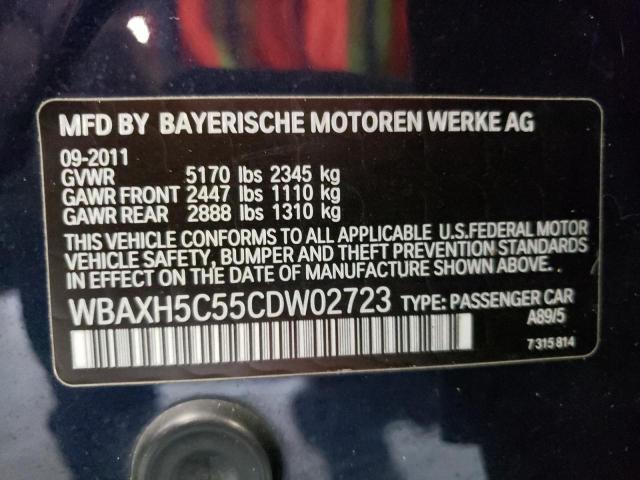 MFD BY BAYERISCHE MOTOREN WERKE AG
09-2011
GVWR 5170 lbs 2345 kg
GAWR FRONT 2447 lbs 1110 kg
GAWR REAR 2888 lbs 1310 kg
THIS VEHICLE CONFORMS TO ALL APPLICABLE U.S.FEDERAL MOTOR
VEHICLE SAFETY, BUMPER AND THEFT PREVENTION STANDARDS
IN EFFECT ON THE DATE OF MANUFACTURE SHOWN ABOVE.
WBAXH5C55CDW02723 TYPE: PASSENGER CAR
A89/5
7 315 814